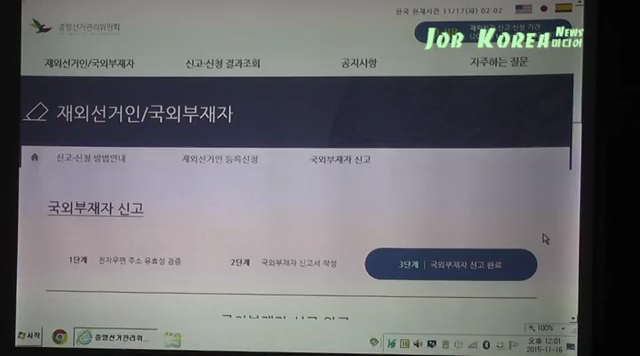 한국 현재시간 11/17(화) 02:02
중앙선거관리위원회
JOB KOREA NEWS
미디어
재외선거인/국외부재자 신고·신청 결과조회 공지사항 자주하는 질문
재외선거인/국외부재자
신고·신청 방법안내 재외선거인 등록신청 국외부재자 신고
국외부재자 신고
1단계 전자우편 주소 유효성 검증 2단계 국외부재자 신고서 작성 3단계 국외부재자 신고 완료
100%
시작 중앙선거관리위... 오후 12:01
2015-11-16